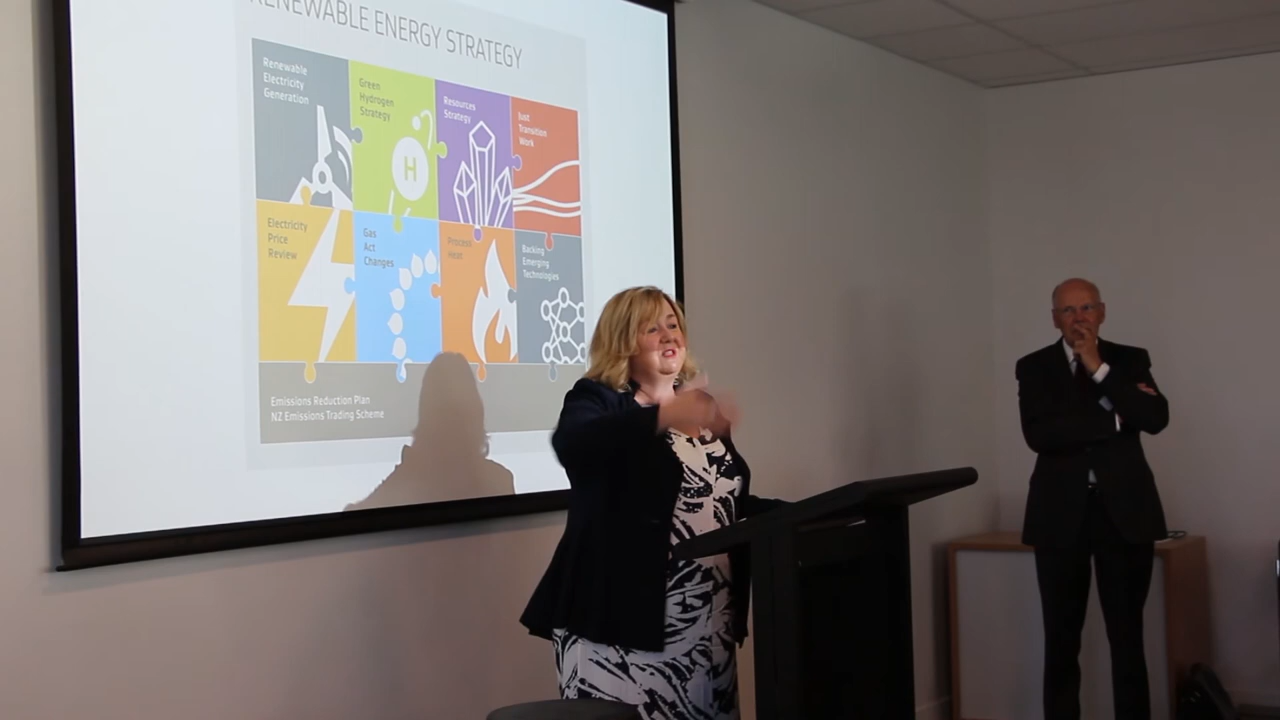 RENEWABLE ENERGY STRATEGY
Renewable
Electricity
Generation
Green
Hydrogen
Strategy
H
Resources
Strategy
Just
Transition
Work
Electricity
Price
Review
Gas
Act
Changes
Process
Heat
Backing
Emerging
Technologies
Emissions Reduction Plan
NZ Emissions Trading Scheme